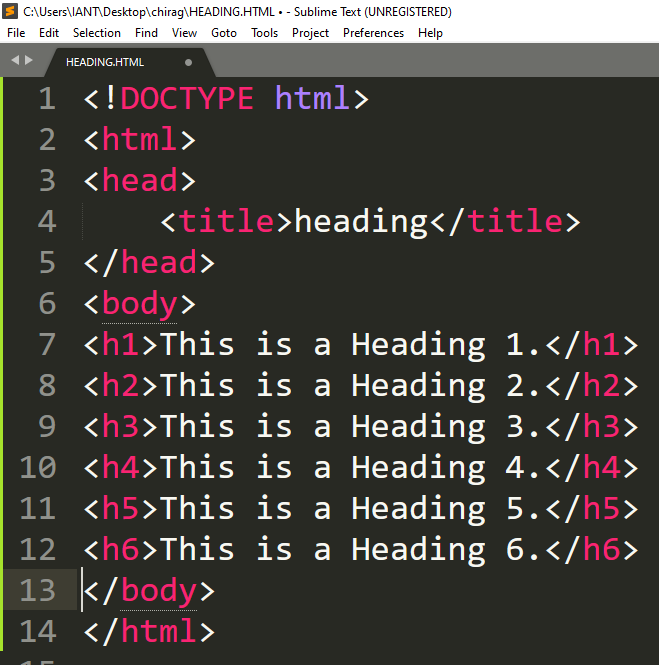 C:\Users\IANT\Desktop\chirag\HEADING.HTML • - Sublime Text (UNREGISTERED)
File Edit Selection Find View Goto Tools Project Preferences Help
HEADING.HTML
1 <!DOCTYPE html>
2 <html>
3 <head>
4     <title>heading</title>
5 </head>
6 <body>
7 <h1>This is a Heading 1.</h1>
8 <h2>This is a Heading 2.</h2>
9 <h3>This is a Heading 3.</h3>
10 <h4>This is a Heading 4.</h4>
11 <h5>This is a Heading 5.</h5>
12 <h6>This is a Heading 6.</h6>
13 </body>
14 </html>